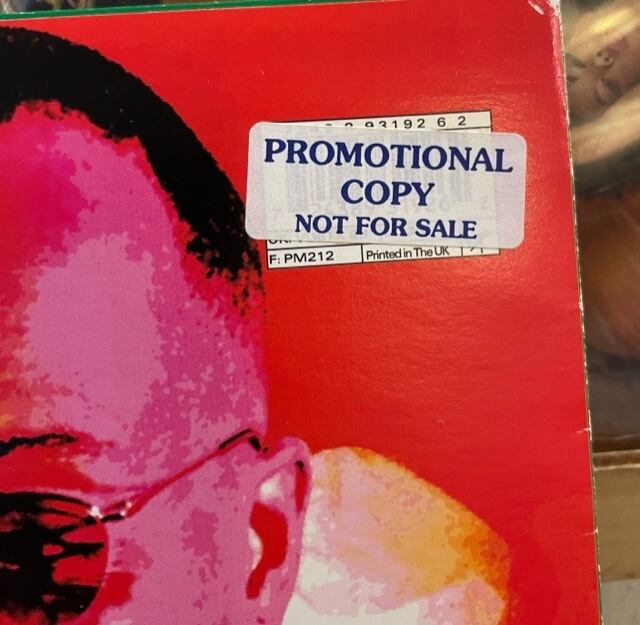 93192 6 2
PROMOTIONAL
COPY
NOT FOR SALE
F: PM212 Printed in The UK